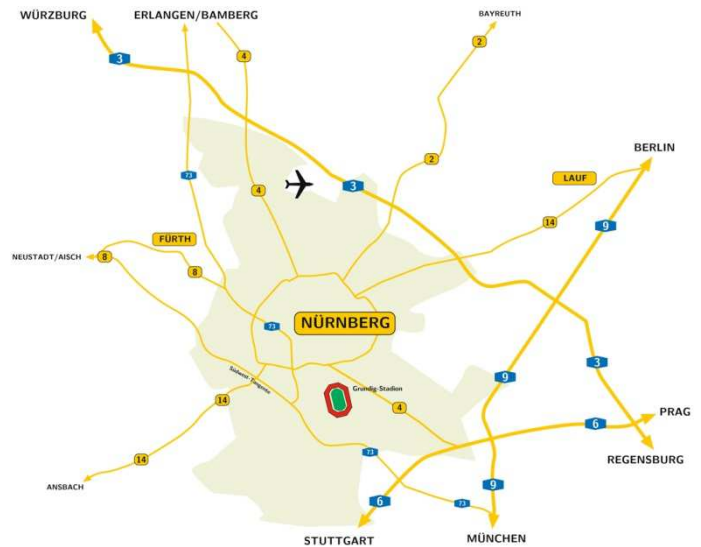 WÜRZBURG
ERLANGEN/BAMBERG
BAYREUTH
2
4
3
BERLIN
2
73
3
LAUF
4
14
9
FÜRTH
NEUSTADT/AISCH
8
8
NÜRNBERG
73
3
9
Südwest-Tangente
Grundig-Stadion
14
4
PRAG
6
73
14
REGENSBURG
ANSBACH
9
6
73
STUTTGART
MÜNCHEN